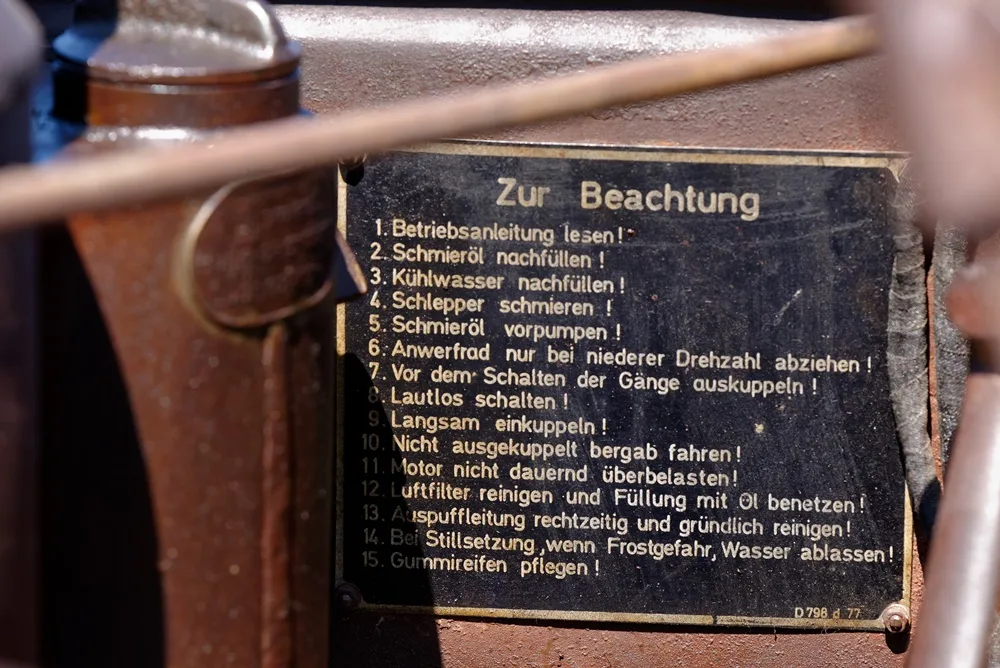 Zur Beachtung
1. Betriebsanleitung lesen!
2. Schmieröl nachfüllen!
3. Kühlwasser nachfüllen!
4. Schlepper schmieren!
5. Schmieröl vorpumpen!
6. Anwerfrad nur bei niederer Drehzahl abziehen!
7. Vor dem Schalten der Gänge auskuppeln!
8. Lautlos schalten!
9. Langsam einkuppeln!
10. Nicht ausgekuppelt bergab fahren!
11. Motor nicht dauernd überbelasten!
12. Luftfilter reinigen und Füllung mit Öl benetzen!
13. Auspuffleitung rechtzeitig und gründlich reinigen!
14. Bei Stillsetzung, wenn Frostgefahr, Wasser ablassen!
15. Gummireifen pflegen!
D 798 d 77